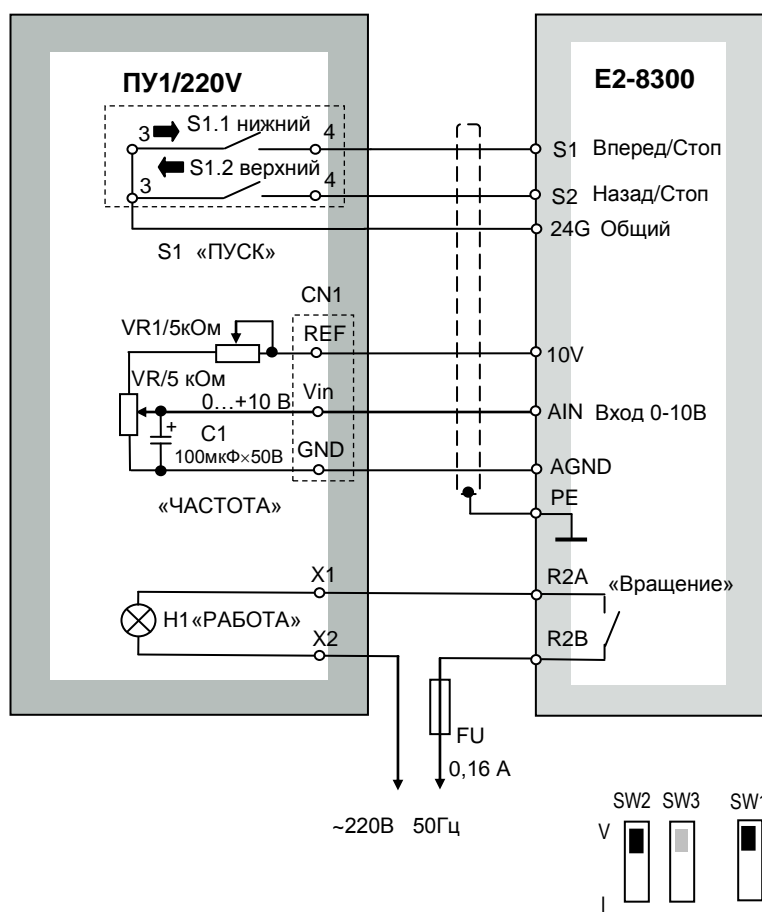 ПУ1/220V
E2-8300
3 S1.1 нижний 4
S1 Вперед/Стоп
S1.2 верхний
3 4
S2 Назад/Стоп
24G Общий
S1 «ПУСК»
CN1
VR1/5кОм
REF
10V
VR/5 кОм
0…+10 В
Vin
AIN Вход 0-10В
+
C1
100мкФ×50В
GND
AGND
«ЧАСТОТА»
PE
X1
R2A
«Вращение»
H1«РАБОТА»
X2
R2B
FU
0,16 А
~220В 50Гц
SW2 SW3 SW1
V
I